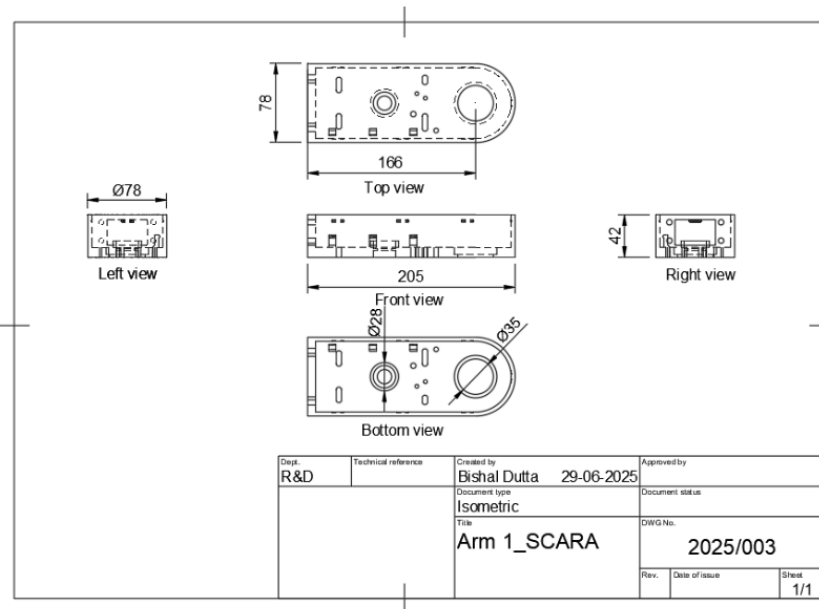 78
166
Top view
Ø78
Left view
205
Front view
42
Right view
Ø28
Ø35
Bottom view
Dept.
R&D
Technical reference
Created by
Bishal Dutta 29-06-2025
Approved by
Document type
Isometric
Document status
Title
Arm 1_SCARA
DWG No.
2025/003
Rev.
Date of issue
Sheet
1/1